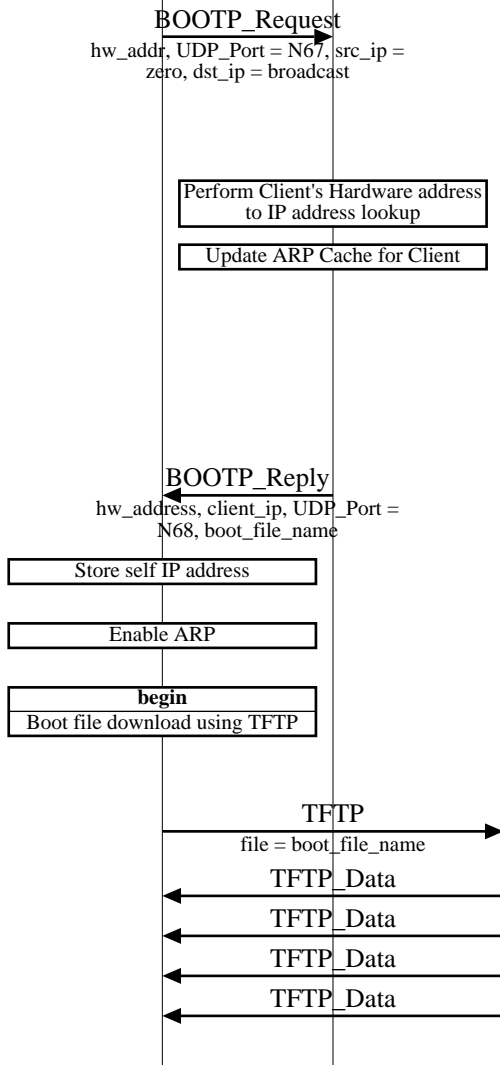 BOOTP_Request
hw_addr, UDP_Port = N67, src_ip =
zero, dst_ip = broadcast
Perform Client's Hardware address
to IP address lookup
Update ARP Cache for Client
BOOTP_Reply
hw_address, client_ip, UDP_Port =
N68, boot_file_name
Store self IP address
Enable ARP
begin
Boot file download using TFTP
TFTP
file = boot_file_name
TFTP_Data
TFTP_Data
TFTP_Data
TFTP_Data